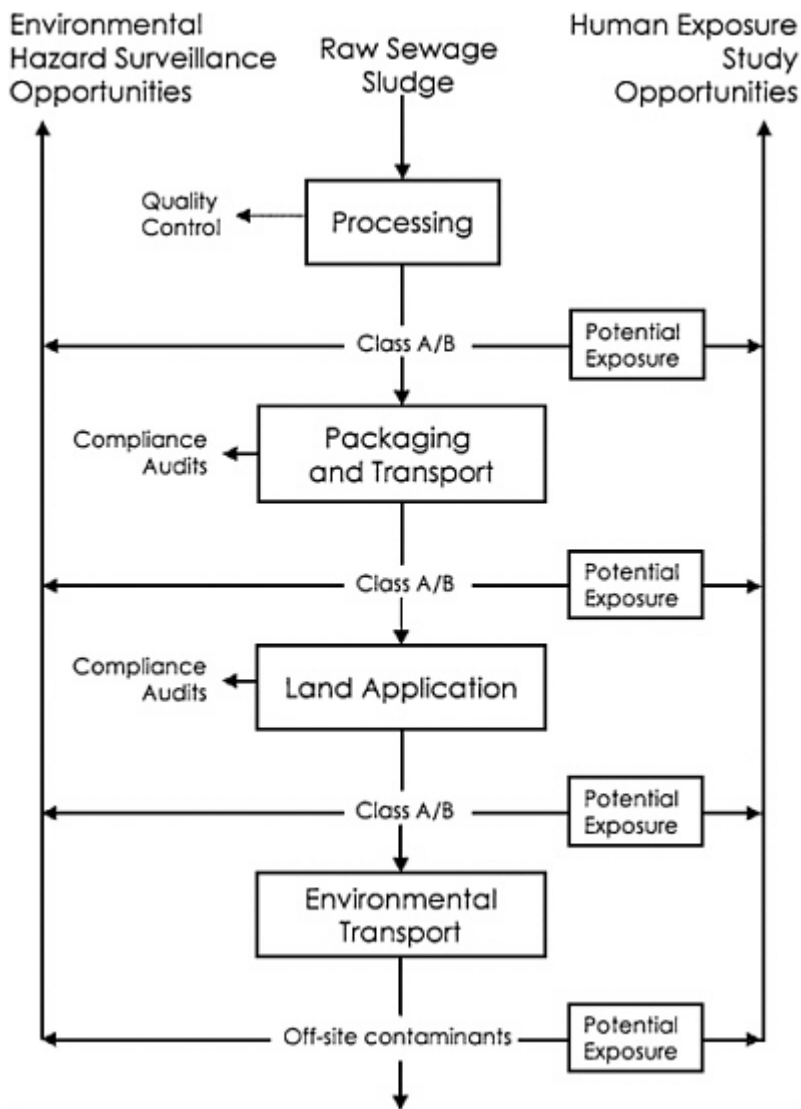 Environmental
Hazard Surveillance
Opportunities
Raw Sewage
Sludge
Human Exposure
Study
Opportunities
Quality
Control
Processing
Class A/B
Potential
Exposure
Compliance
Audits
Packaging
and Transport
Class A/B
Potential
Exposure
Compliance
Audits
Land Application
Class A/B
Potential
Exposure
Environmental
Transport
Off-site contaminants
Potential
Exposure